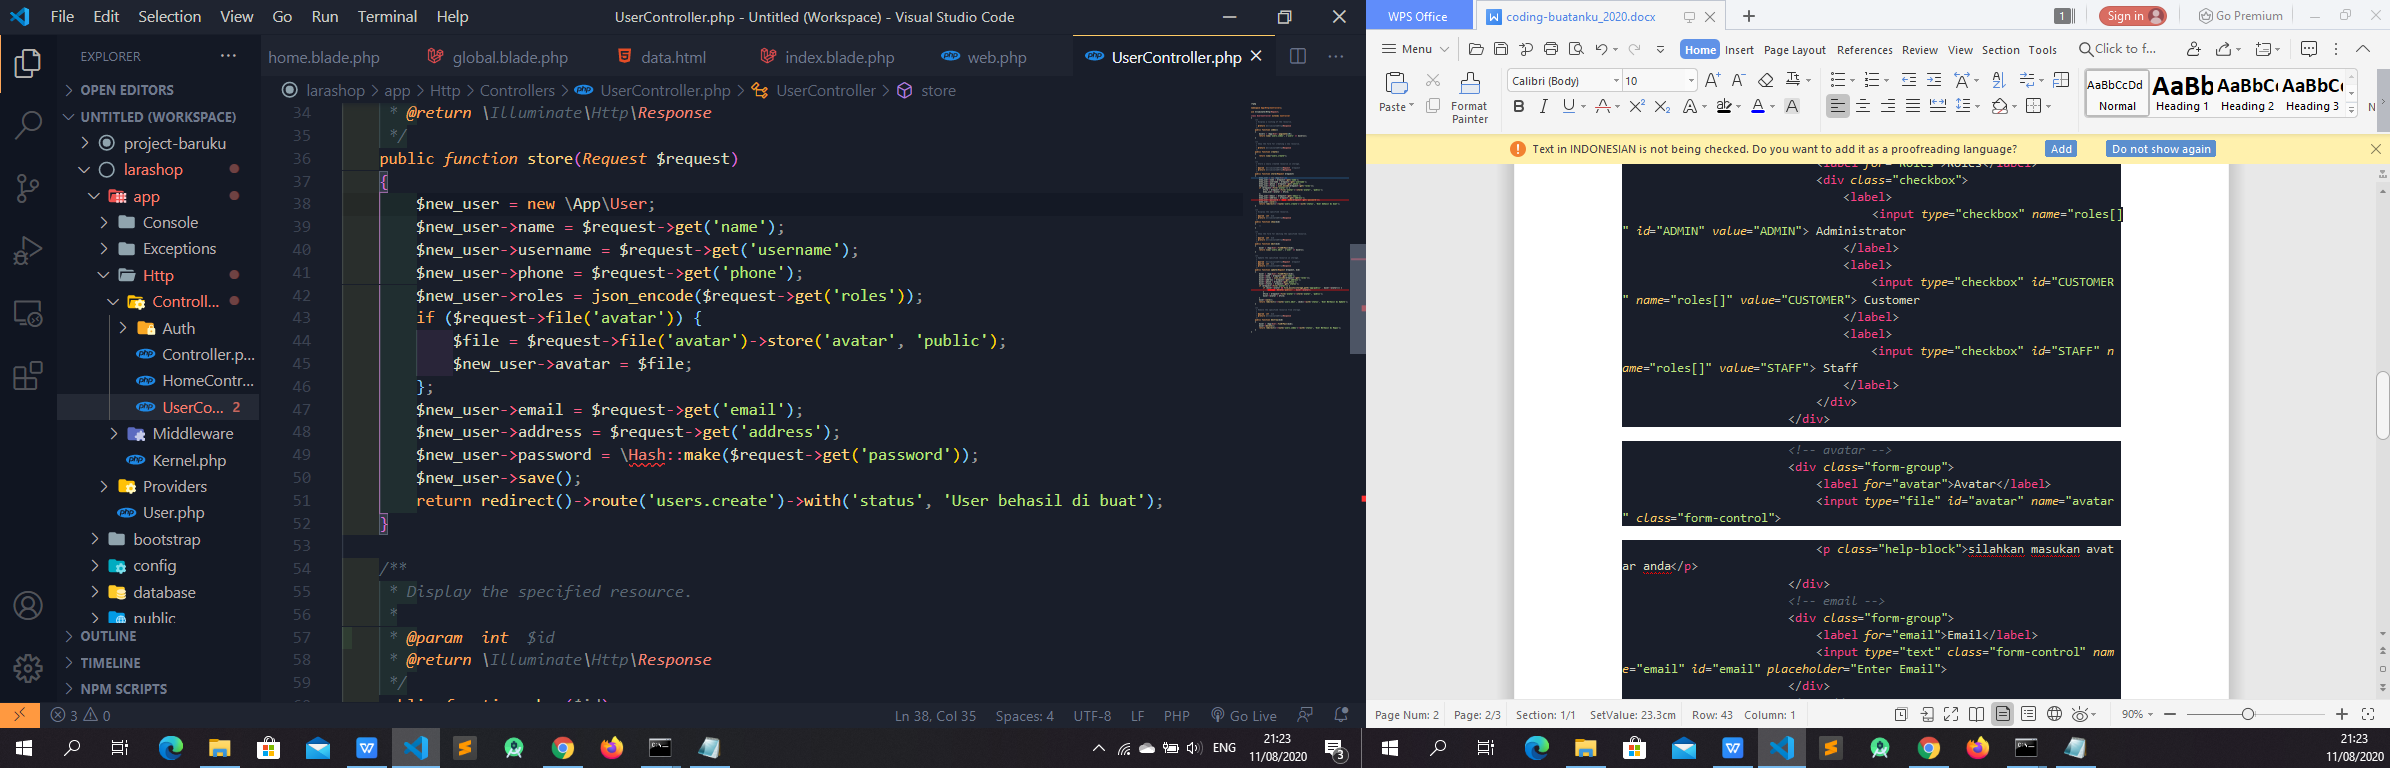 File Edit Selection View Go Run Terminal Help
UserController.php - Untitled (Workspace) - Visual Studio Code
EXPLORER
OPEN EDITORS
UNTITLED (WORKSPACE)
project-baruku
larashop
app
Console
Exceptions
Http
Controll...
Auth
Controller.p...
HomeContr...
UserCo... 2
Middleware
Kernel.php
Providers
User.php
bootstrap
config
database
public
OUTLINE
TIMELINE
NPM SCRIPTS
home.blade.php global.blade.php data.html index.blade.php web.php UserController.php
larashop > app > Http > Controllers > UserController.php > UserController > store
34 * @return \Illuminate\Http\Response
35 */
36 public function store(Request $request)
37 {
38 $new_user = new \App\User;
39 $new_user->name = $request->get('name');
40 $new_user->username = $request->get('username');
41 $new_user->phone = $request->get('phone');
42 $new_user->roles = json_encode($request->get('roles'));
43 if ($request->file('avatar')) {
44 $file = $request->file('avatar')->store('avatar', 'public');
45 $new_user->avatar = $file;
46 };
47 $new_user->email = $request->get('email');
48 $new_user->address = $request->get('address');
49 $new_user->password = \Hash::make($request->get('password'));
50 $new_user->save();
51 return redirect()->route('users.create')->with('status', 'User behasil di buat');
52 }
53
54 /**
55 * Display the specified resource.
56 *
57 * @param int $id
58 * @return \Illuminate\Http\Response
59 */
3 0
Ln 38, Col 35 Spaces: 4 UTF-8 LF PHP Go Live
ENG 21:23
11/08/2020
3
WPS Office coding-buatanku_2020.docx
1 Sign in Go Premium
Menu Home Insert Page Layout References Review View Section Tools Click to f...
Paste Format
Painter
Calibri (Body) 10
AaBbCcDd AaBb AaBbC AaBbC
Normal Heading 1 Heading 2 Heading 3
Text in INDONESIAN is not being checked. Do you want to add it as a proofreading language? Add Do not show again
<label for="Roles">Roles</label>
<div class="checkbox">
<label>
<input type="checkbox" name="roles[]
" id="ADMIN" value="ADMIN"> Administrator
</label>
<label>
<input type="checkbox" id="CUSTOMER
" name="roles[]" value="CUSTOMER"> Customer
</label>
<label>
<input type="checkbox" id="STAFF" n
ame="roles[]" value="STAFF"> Staff
</label>
</div>
</div>
<!-- avatar -->
<div class="form-group">
<label for="avatar">Avatar</label>
<input type="file" id="avatar" name="avatar
" class="form-control">
<p class="help-block">silahkan masukan avat
ar anda</p>
</div>
<!-- email -->
<div class="form-group">
<label for="email">Email</label>
<input type="text" class="form-control" nam
e="email" id="email" placeholder="Enter Email">
</div>
Page Num: 2 Page: 2/3 Section: 1/1 SetValue: 23.3cm Row: 43 Column: 1 90%
21:23
11/08/2020